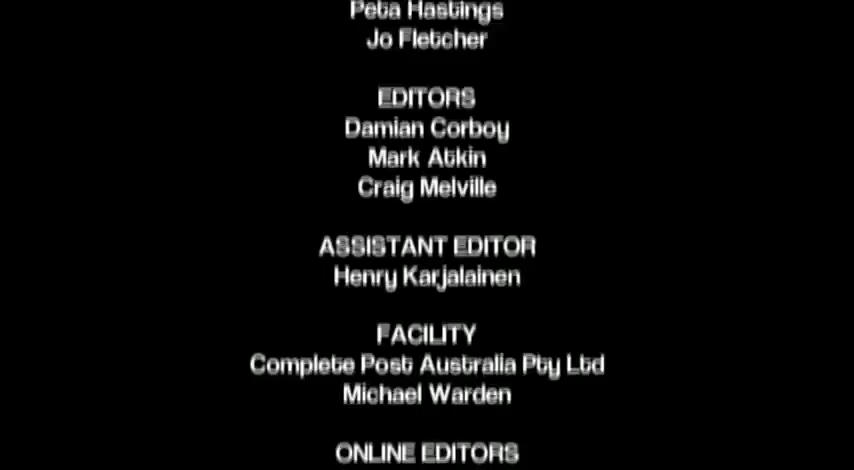 Peta Hastings
Jo Fletcher
EDITORS
Damian Corboy
Mark Atkin
Craig Melville
ASSISTANT EDITOR
Henry Karjalainen
FACILITY
Complete Post Australia Pty Ltd
Michael Warden
ONLINE EDITORS